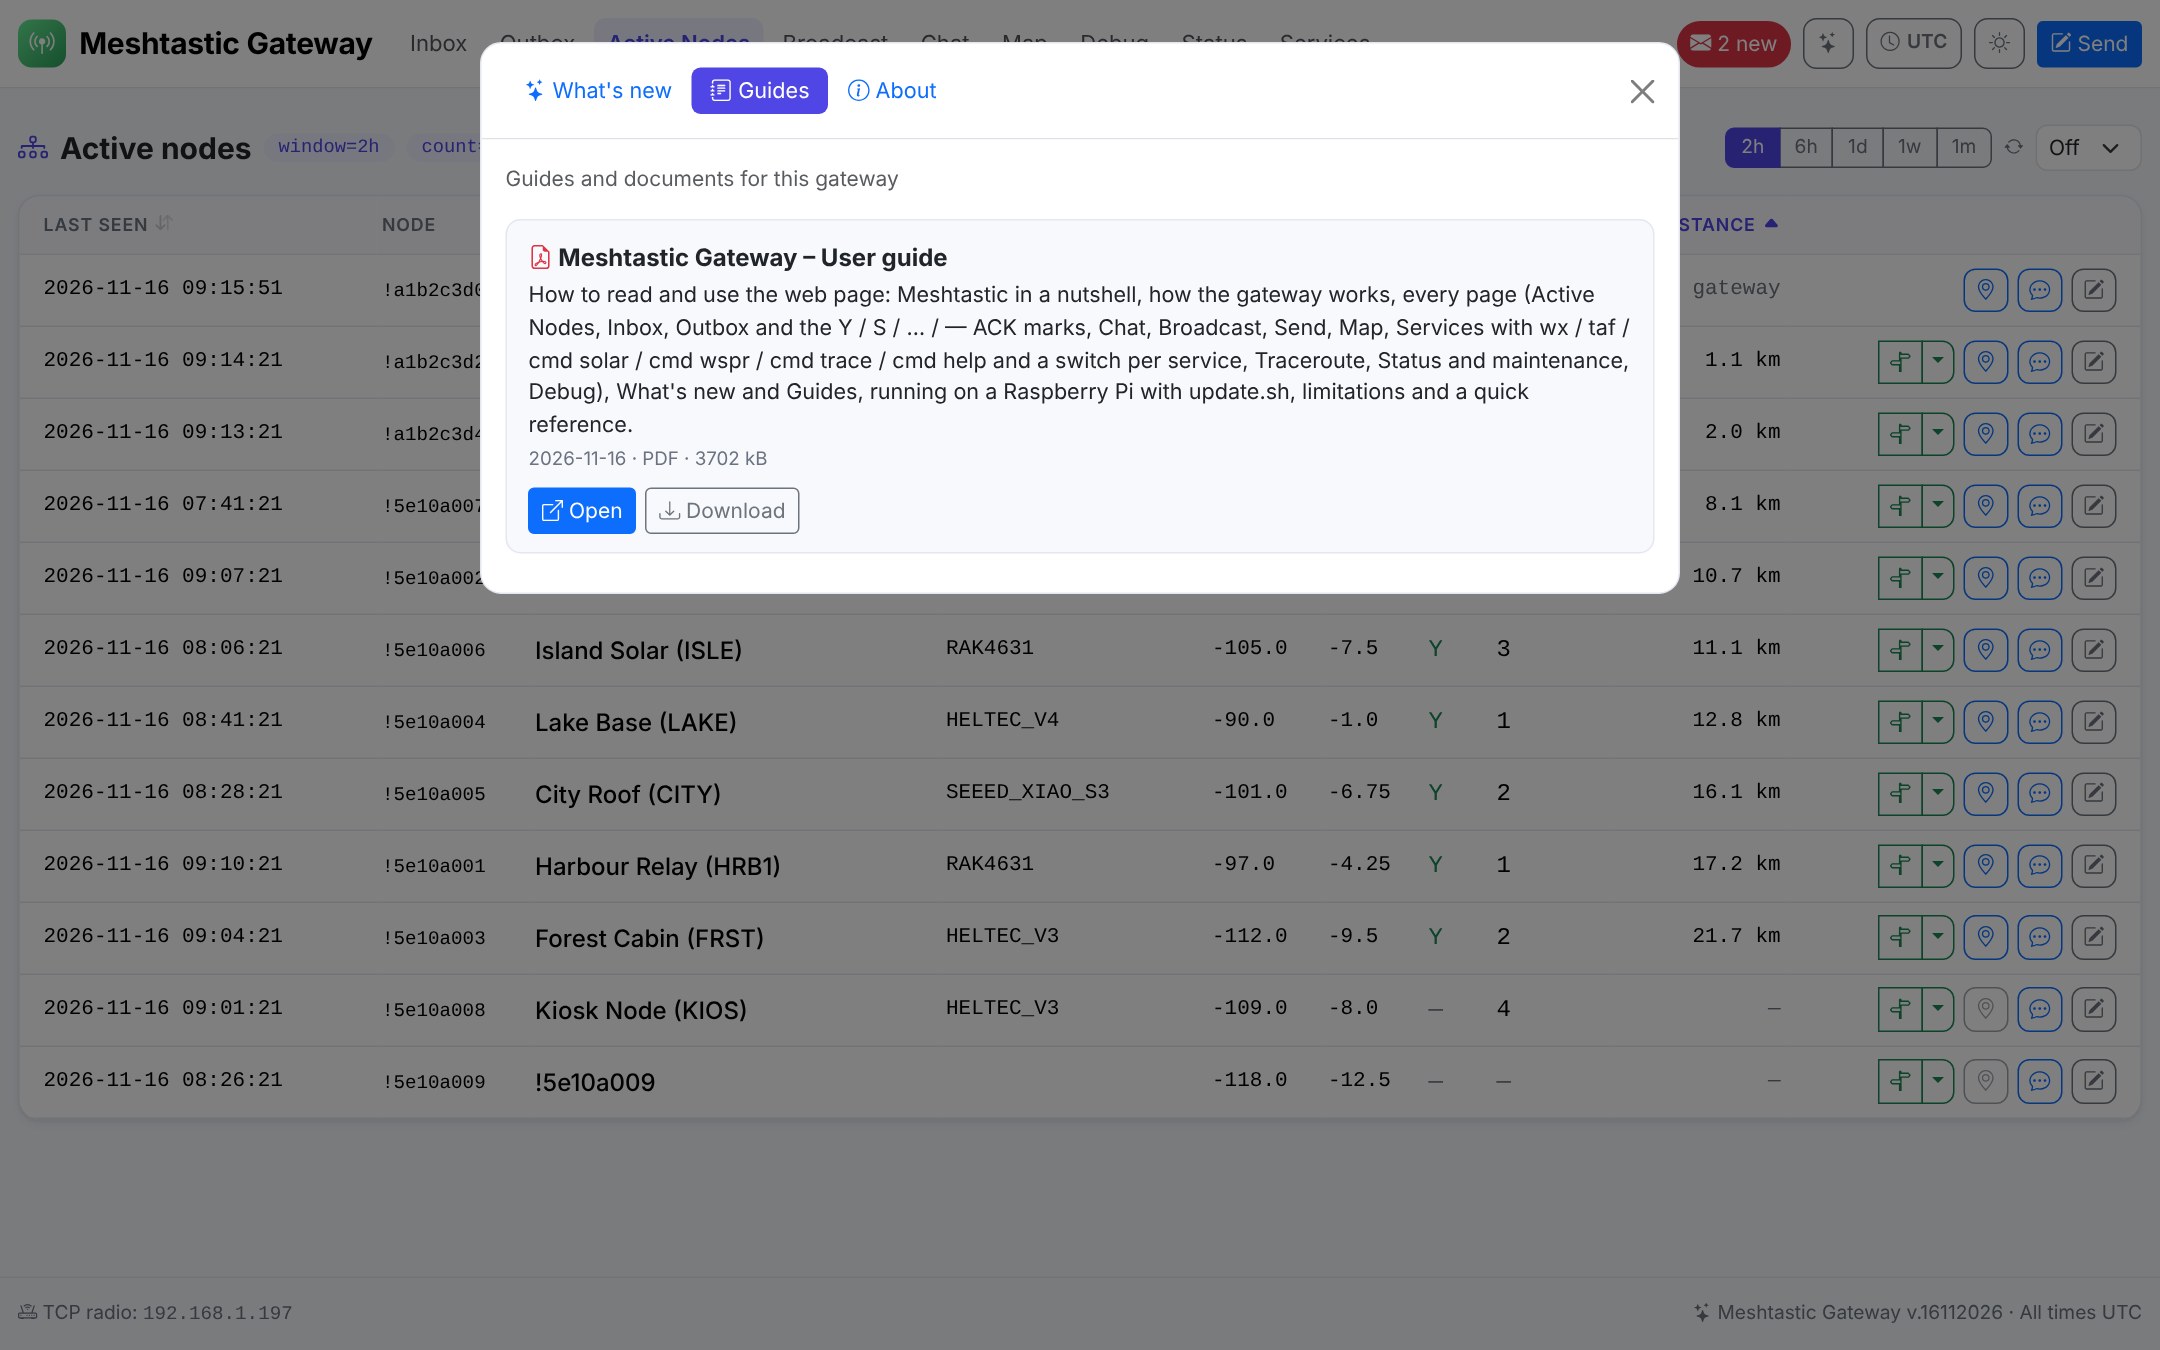 Meshtastic Gateway Inbox Outbox Active Nodes Broadcast Chat Map Debug Status Services 2 new UTC Send
What's new Guides About
Active nodes window=2h count 2h 6h 1d 1w 1m Off
Guides and documents for this gateway
LAST SEEN NODE STANCE
Meshtastic Gateway – User guide
How to read and use the web page: Meshtastic in a nutshell, how the gateway works, every page (Active
Nodes, Inbox, Outbox and the Y / S / … / — ACK marks, Chat, Broadcast, Send, Map, Services with wx / taf /
cmd solar / cmd wspr / cmd trace / cmd help and a switch per service, Traceroute, Status and maintenance,
Debug), What's new and Guides, running on a Raspberry Pi with update.sh, limitations and a quick
reference.
2026-11-16 · PDF · 3702 kB
Open Download
2026-11-16 09:15:51 !a1b2c3d gateway
2026-11-16 09:14:21 !a1b2c3d2 1.1 km
2026-11-16 09:13:21 !a1b2c3d4 2.0 km
2026-11-16 07:41:21 !5e10a007 8.1 km
2026-11-16 09:07:21 !5e10a002 10.7 km
2026-11-16 08:06:21 !5e10a006 Island Solar (ISLE) RAK4631 -105.0 -7.5 Y 3 11.1 km
2026-11-16 08:41:21 !5e10a004 Lake Base (LAKE) HELTEC_V4 -90.0 -1.0 Y 1 12.8 km
2026-11-16 08:28:21 !5e10a005 City Roof (CITY) SEEED_XIAO_S3 -101.0 -6.75 Y 2 16.1 km
2026-11-16 09:10:21 !5e10a001 Harbour Relay (HRB1) RAK4631 -97.0 -4.25 Y 1 17.2 km
2026-11-16 09:04:21 !5e10a003 Forest Cabin (FRST) HELTEC_V3 -112.0 -9.5 Y 2 21.7 km
2026-11-16 09:01:21 !5e10a008 Kiosk Node (KIOS) HELTEC_V3 -109.0 -8.0 — 4 —
2026-11-16 08:26:21 !5e10a009 !5e10a009 -118.0 -12.5 — — —
TCP radio: 192.168.1.197 Meshtastic Gateway v.16112026 · All times UTC